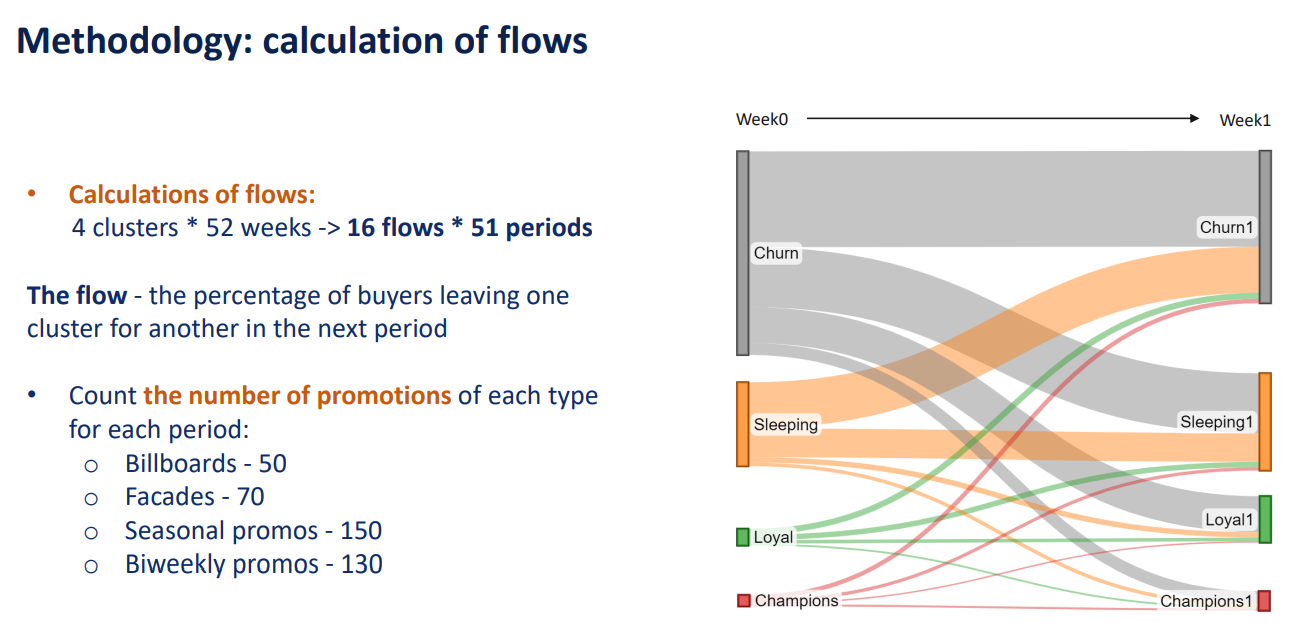 Methodology: calculation of flows
Week0
Week1
• Calculations of flows:
4 clusters * 52 weeks -> 16 flows * 51 periods
The flow - the percentage of buyers leaving one
cluster for another in the next period
• Count the number of promotions of each type
for each period:
o Billboards - 50
o Facades - 70
o Seasonal promos - 150
o Biweekly promos - 130
Churn
Sleeping
Loyal
Champions
Churn1
Sleeping1
Loyal1
Champions1